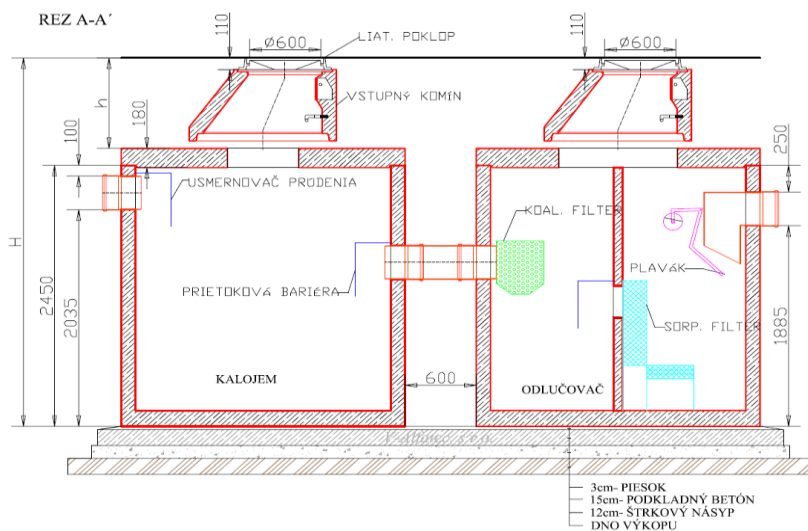 REZ A-A´
110
Ø600
LIAT. POKLOP
110
Ø600
h
180
VSTUPNÝ KOMÍN
100
250
USMERNOVAČ PRÚDENIA
KOAL. FILTER
H
PLAVÁK
PRIETOKOVÁ BARIÉRA
2450
2035
SORP. FILTER
1885
KALOJEM
600
ODLUČOVAČ
3cm- PIESOK
15cm- PODKLADNÝ BETÓN
12cm- ŠTRKOVÝ NÁSYP
DNO VÝKOPU